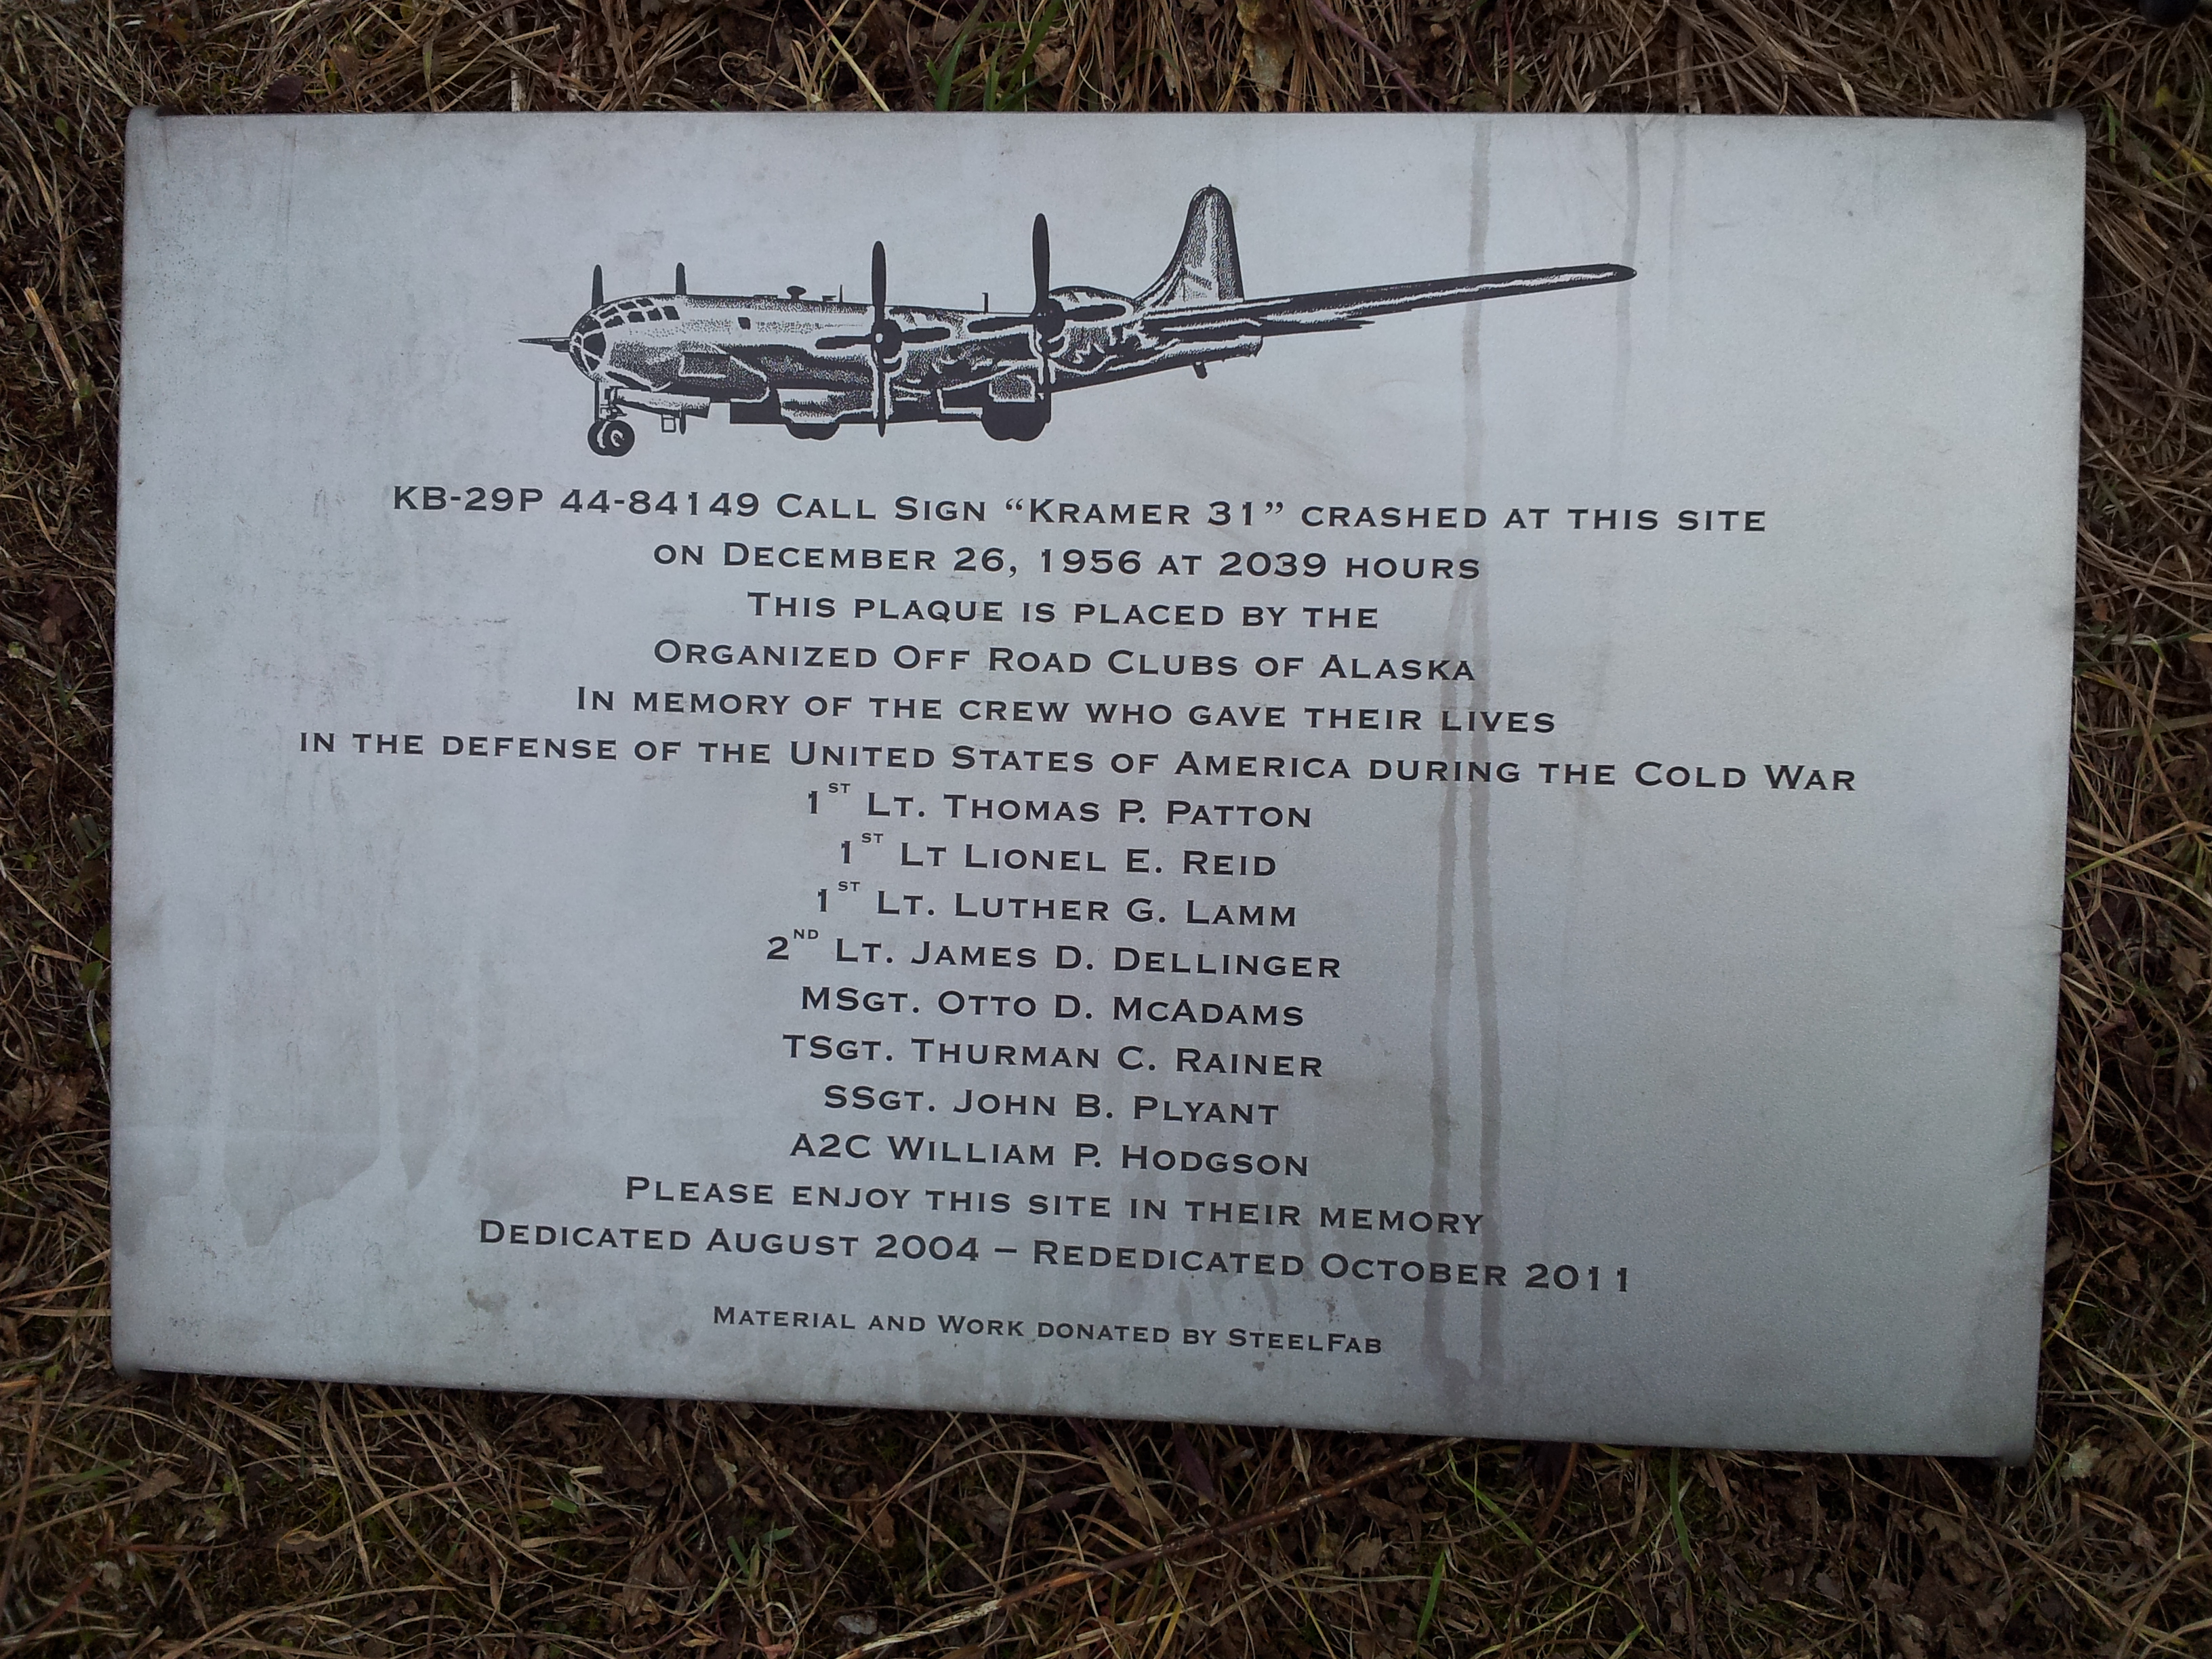 KB-29P 44-84149 Call Sign “Kramer 31” crashed at this site
on December 26, 1956 at 2039 hours
This plaque is placed by the
Organized Off Road Clubs of Alaska
In memory of the crew who gave their lives
in the defense of the United States of America during the Cold War
1st Lt. Thomas P. Patton
1st Lt Lionel E. Reid
1st Lt. Luther G. Lamm
2nd Lt. James D. Dellinger
MSgt. Otto D. McAdams
TSgt. Thurman C. Rainer
SSgt. John B. Plyant
A2C William P. Hodgson
Please enjoy this site in their memory
Dedicated August 2004 – Rededicated October 2011
Material and Work donated by SteelFab